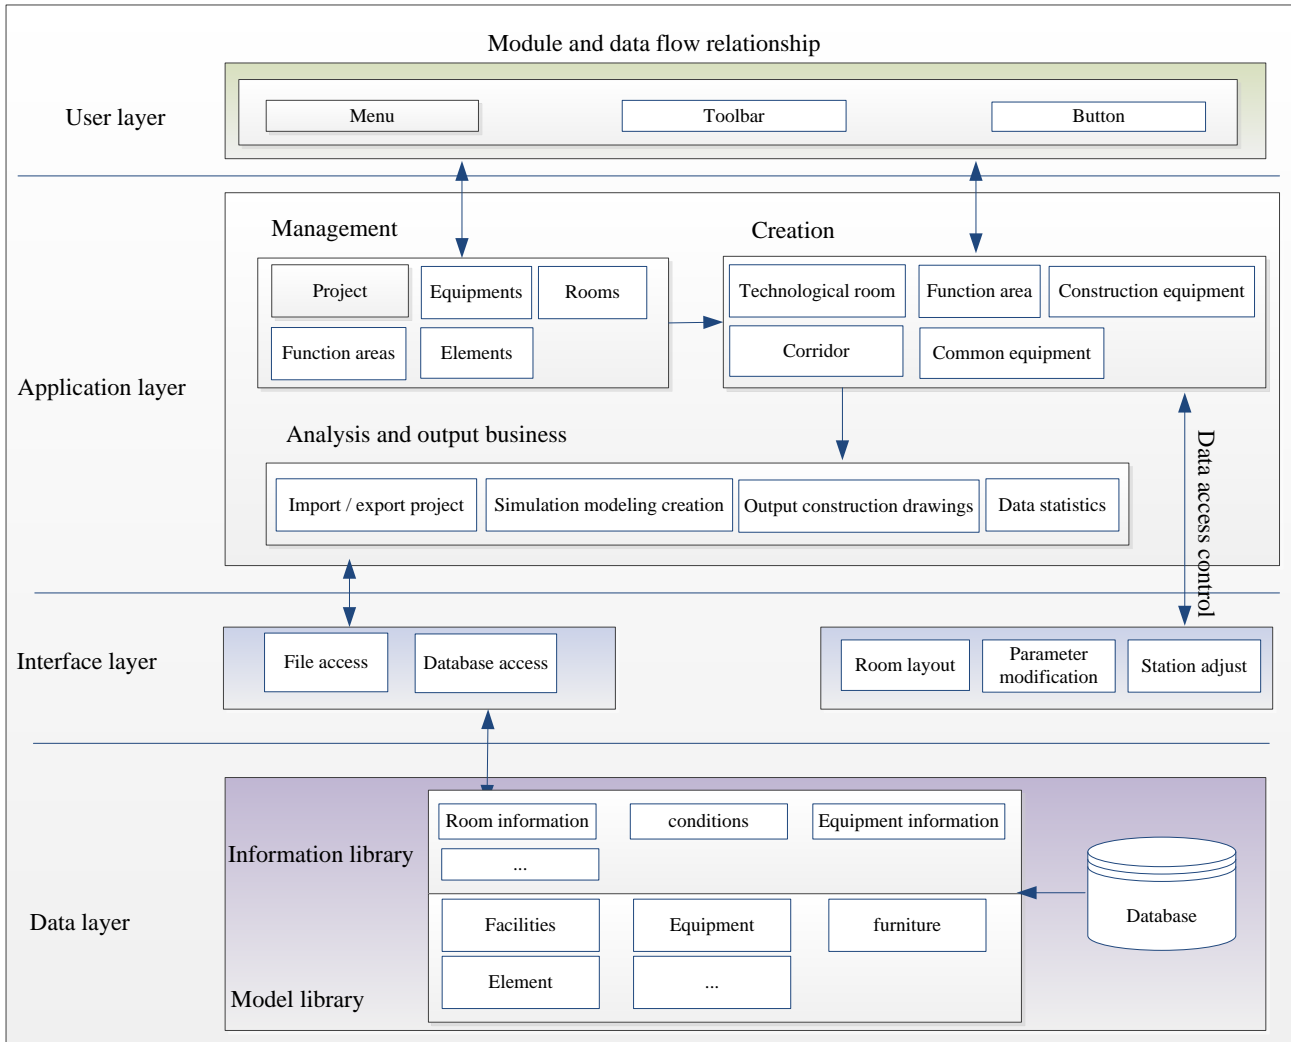 Module and data flow relationship
User layer
Menu
Toolbar
Button
Application layer
Management
Project
Equipments
Rooms
Function areas
Elements
Creation
Technological room
Function area
Construction equipment
Corridor
Common equipment
Analysis and output business
Import / export project
Simulation modeling creation
Output construction drawings
Data statistics
Data access control
Interface layer
File access
Database access
Room layout
Parameter
modification
Station adjust
Data layer
Information library
Room information
conditions
Equipment information
...
Model library
Facilities
Equipment
furniture
Element
...
Database